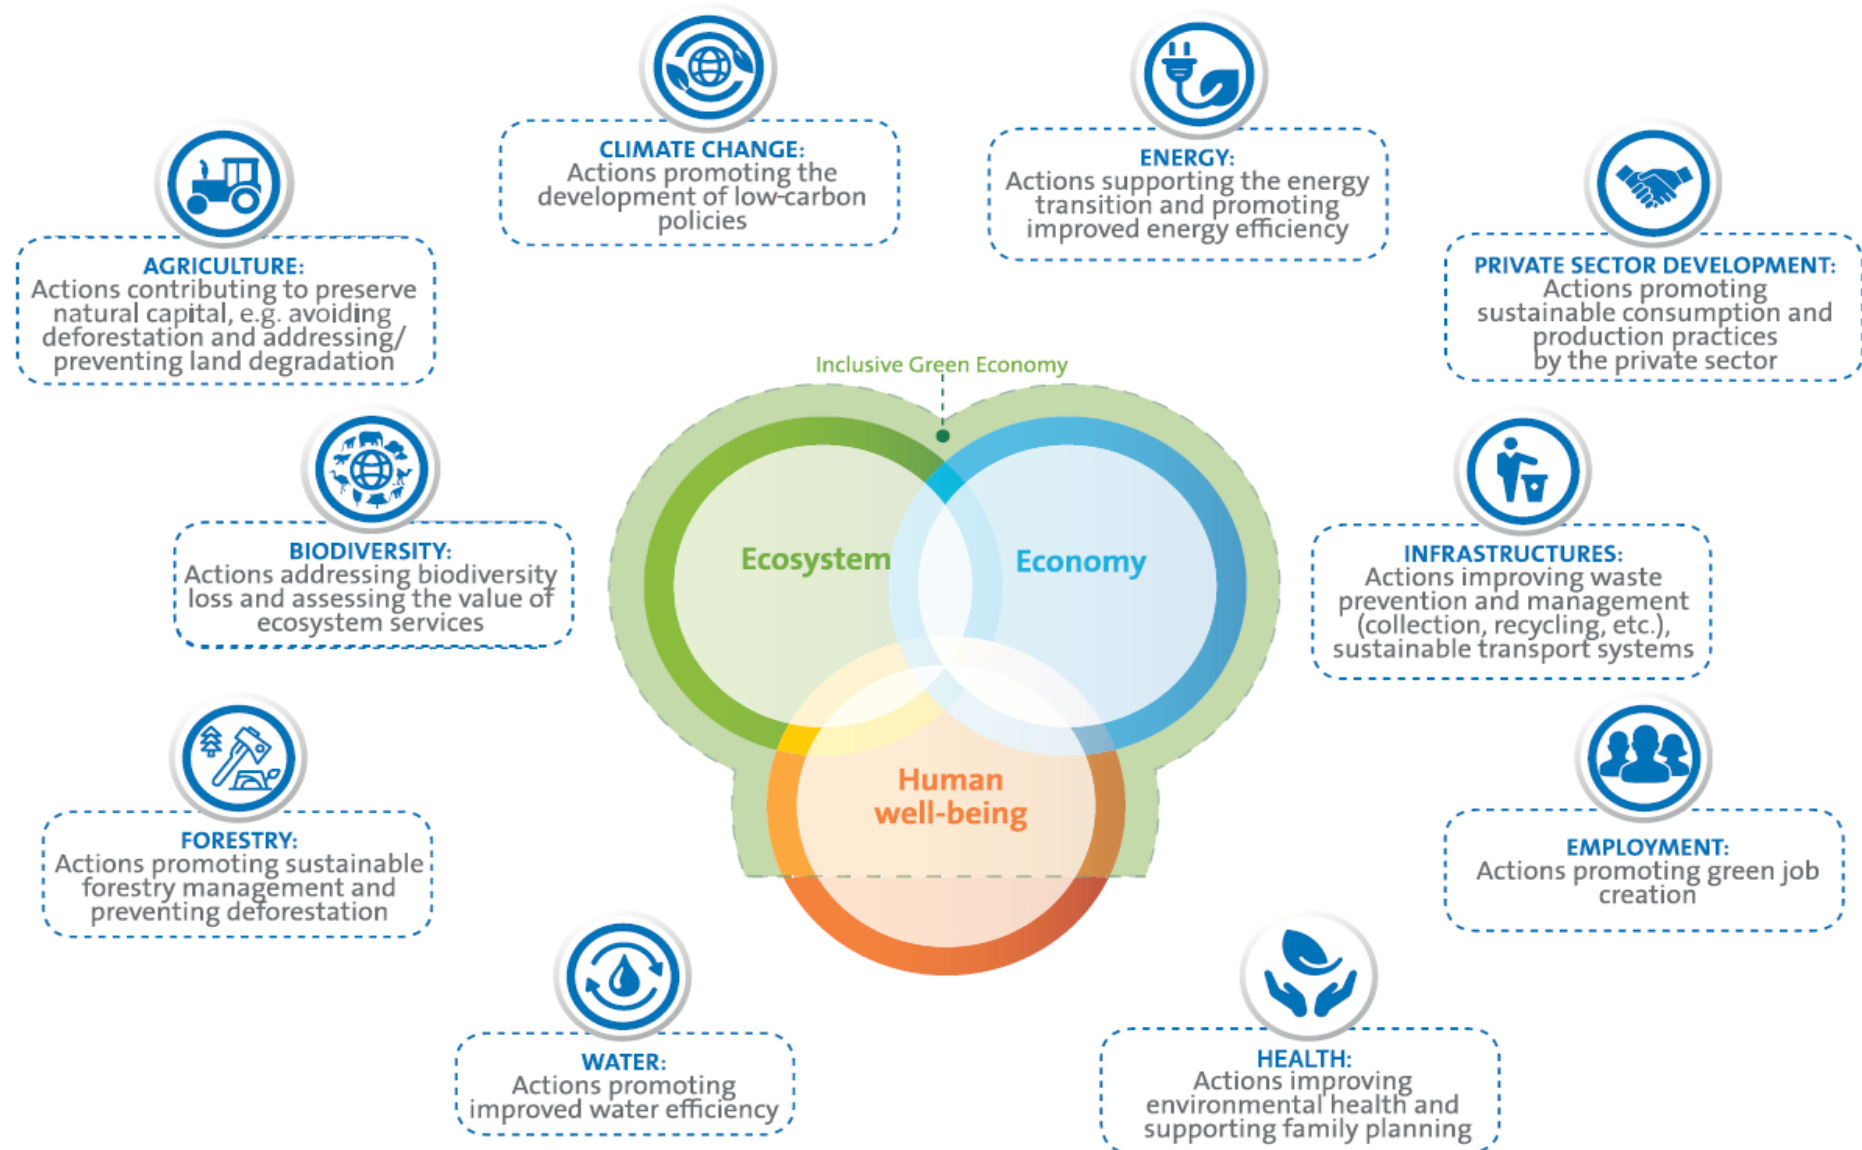 CLIMATE CHANGE:
Actions promoting the
development of low-carbon
policies
ENERGY:
Actions supporting the energy
transition and promoting
improved energy efficiency
AGRICULTURE:
Actions contributing to preserve
natural capital, e.g. avoiding
deforestation and addressing/
preventing land degradation
PRIVATE SECTOR DEVELOPMENT:
Actions promoting
sustainable consumption and
production practices
by the private sector
Inclusive Green Economy
BIODIVERSITY:
Actions addressing biodiversity
loss and assessing the value of
ecosystem services
Ecosystem
Economy
INFRASTRUCTURES:
Actions improving waste
prevention and management
(collection, recycling, etc.),
sustainable transport systems
Human
well-being
FORESTRY:
Actions promoting sustainable
forestry management and
preventing deforestation
EMPLOYMENT:
Actions promoting green job
creation
WATER:
Actions promoting
improved water efficiency
HEALTH:
Actions improving
environmental health and
supporting family planning